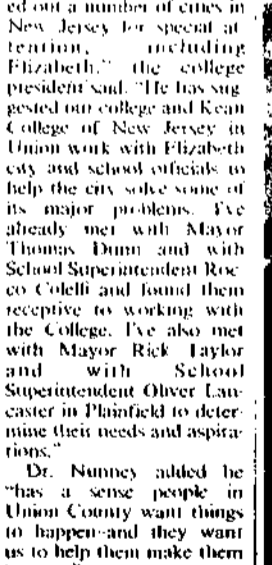 ed out a number of cities in
New Jersey for special at-
tention, including
Elizabeth," the college
president said. "He has sug-
gested our college and Kean
College of New Jersey in
Union work with Elizabeth
city and school officials to
help the city solve some of
its major problems. I've
already met with Mayor
Thomas Dunn and with
School Superintendent Roc-
co Colelli and found them
receptive to working with
the College. I've also met
with Mayor Rick Taylor
and with School
Superintendent Oliver Lan-
caster in Plainfield to deter-
mine their needs and aspira-
tions."
Dr. Nunney added he
"has a sense people in
Union County want things
to happen-and they want
us to help them make them